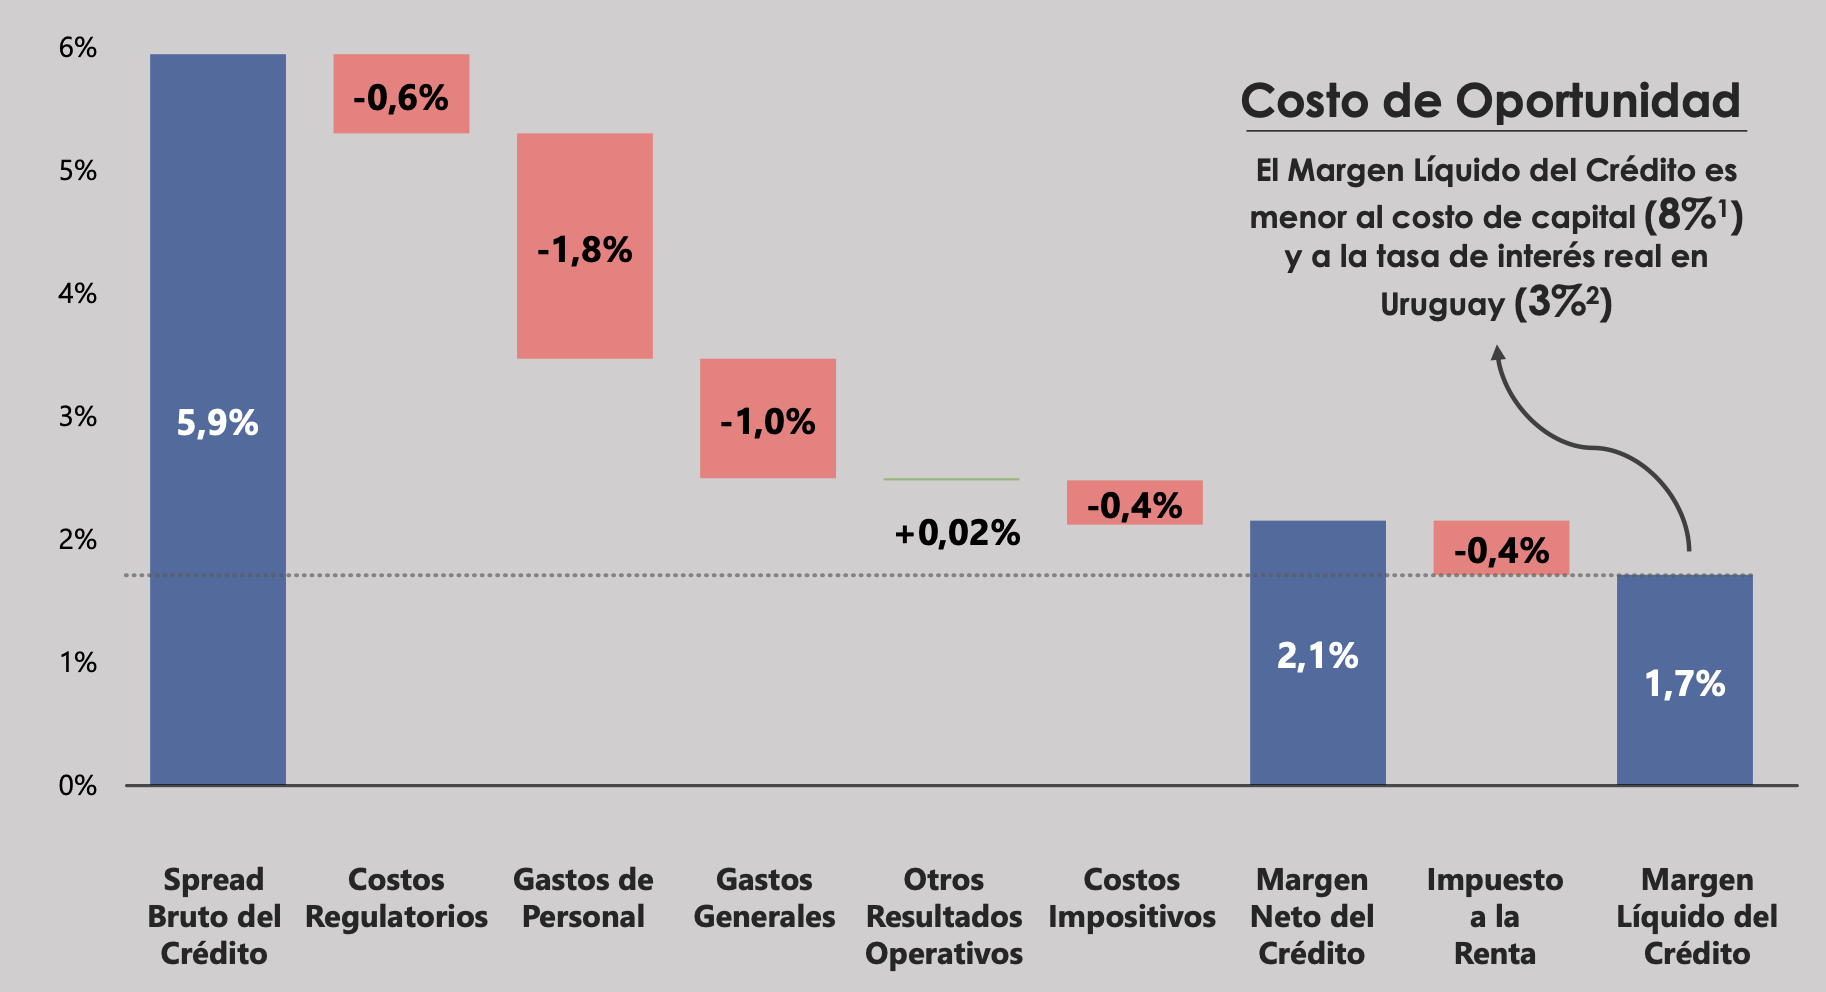 6%
5%
4%
3%
2%
1%
0%
5,9%
-0,6%
-1,8%
-1,0%
+0,02%
-0,4%
2,1%
-0,4%
1,7%
Costo de Oportunidad
El Margen Líquido del Crédito es
menor al costo de capital (8%¹)
y a la tasa de interés real en
Uruguay (3%²)
Spread
Bruto del
Crédito
Costos
Regulatorios
Gastos de
Personal
Gastos
Generales
Otros
Resultados
Operativos
Costos
Impositivos
Margen
Neto del
Crédito
Impuesto
a la
Renta
Margen
Líquido del
Crédito